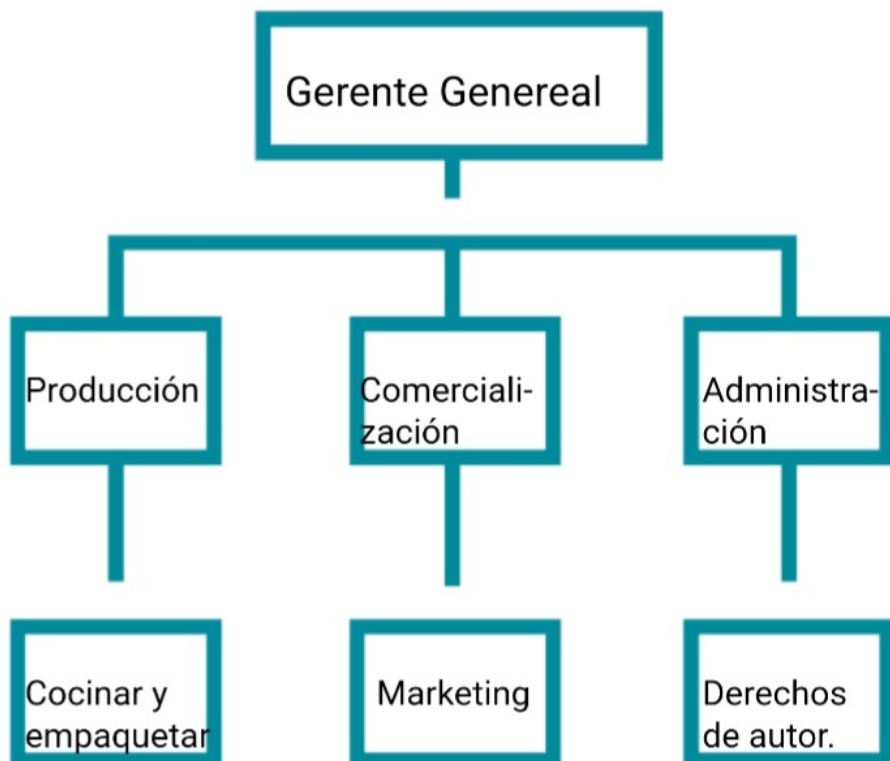 Gerente Genereal
Producción
Comerciali-
zación
Administra-
ción
Cocinar y
empaquetar
Marketing
Derechos
de autor.